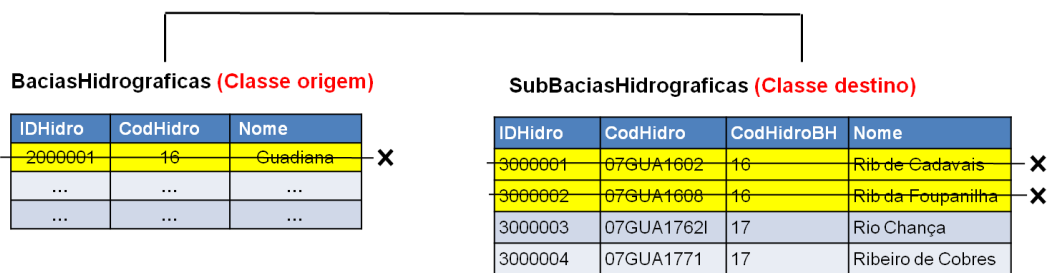 BaciasHidrograficas (Classe origem)
IDHidro CodHidro Nome
2000001 16 Guadiana
... ... ...
... ... ...
SubBaciasHidrograficas (Classe destino)
IDHidro CodHidro CodHidroBH Nome
3000001 07GUA1602 16 Rib de Cadavais
3000002 07GUA1608 16 Rib da Foupanilha
3000003 07GUA1762I 17 Rio Chança
3000004 07GUA1771 17 Ribeiro de Cobres